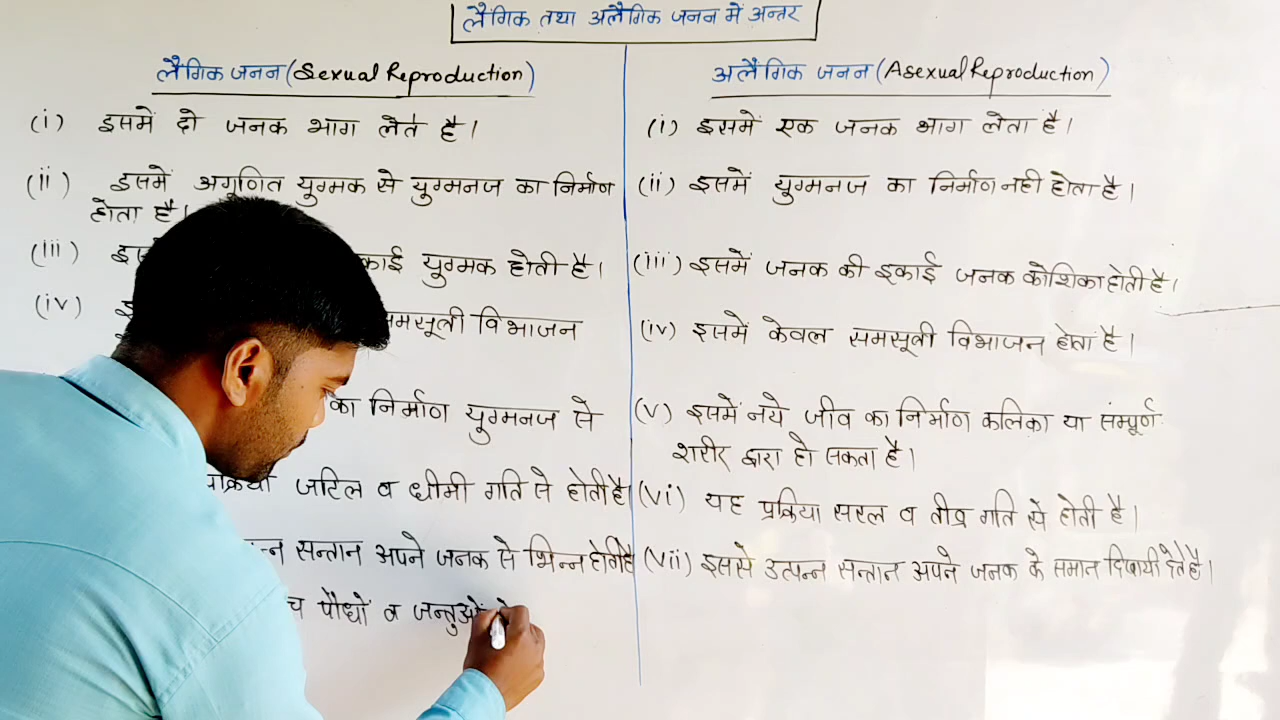 लैंगिक तथा अलैंगिक जनन में अन्तर
लैंगिक जनन (Sexual Reproduction)
(i) इसमें दो जनक भाग लेते है।
(ii) इसमें अगुणित युग्मक से युग्मनज का निर्माण
होता है।
(iii) युग्मक होती है।
(iv) विभाजन
का निर्माण युग्मनज से
जटिल व धीमी गति से होती है
सन्तान अपने जनक से भिन्न होती है
पौधों व जन्तुओं
अलैंगिक जनन (Asexual Reproduction)
(i) इसमें एक जनक भाग लेता है।
(ii) इसमें युग्मनज का निर्माण नही होता है।
(iii) इसमें जनक की इकाई जनक कोशिका होती है।
(iv) इसमें केवल समसूत्री विभाजन होता है।
(v) इसमें नये जीव का निर्माण कलिका या संम्पूर्ण
शरीर द्वारा हो सकता है।
(vi) यह प्रक्रिया सरल व तीव्र गति से होती है।
(vii) इससे उत्पन्न सन्तान अपने जनक के समान दिखायी देते है।